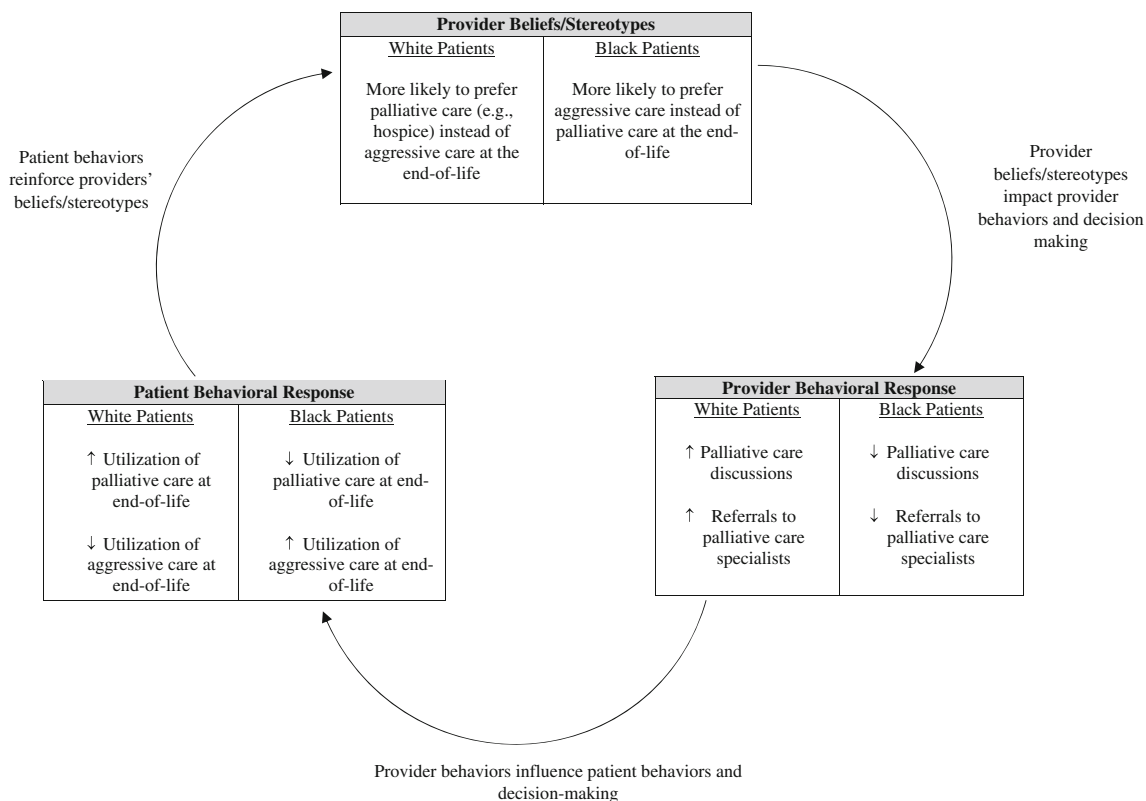 Provider Beliefs/Stereotypes
White Patients
More likely to prefer
palliative care (e.g.,
hospice) instead of
aggressive care at the
end-of-life
Black Patients
More likely to prefer
aggressive care instead of
palliative care at the end-
of-life
Provider
beliefs/stereotypes
impact provider
behaviors and decision
making
Provider Behavioral Response
White Patients
↑ Palliative care
discussions
↑ Referrals to
palliative care
specialists
Black Patients
↓ Palliative care
discussions
↓ Referrals to
palliative care
specialists
Provider behaviors influence patient behaviors and
decision-making
Patient Behavioral Response
White Patients
↑ Utilization of
palliative care at
end-of-life
↓ Utilization of
aggressive care at
end-of-life
Black Patients
↓ Utilization of
palliative care at end-
of-life
↑ Utilization of
aggressive care at end-
of-life
Patient behaviors
reinforce providers’
beliefs/stereotypes